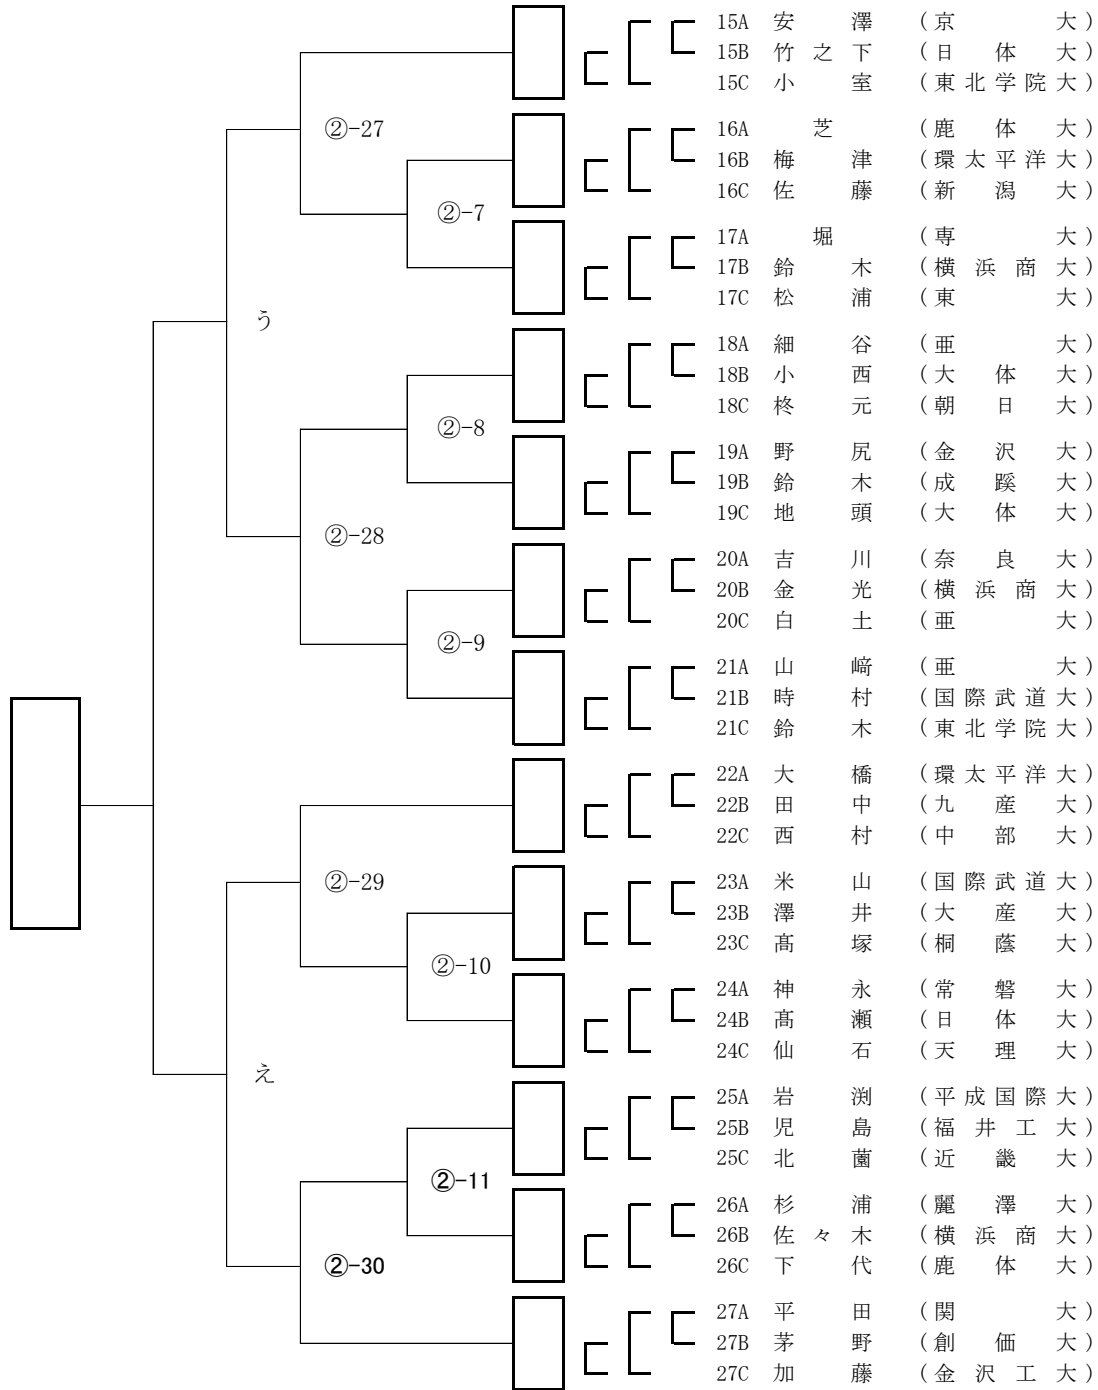 15A 安澤 (京大)
15B 竹之下 (日体大)
15C 小室 (東北学院大)
②-27
16A 芝 (鹿体大)
16B 梅津 (環太平洋大)
16C 佐藤 (新潟大)
②-7
17A 堀 (専大)
17B 鈴木 (横浜商大)
17C 松浦 (東大)
う
18A 細谷 (亜大)
18B 小西 (大体大)
18C 柊元 (朝日大)
②-8
19A 野尻 (金沢大)
19B 鈴木 (成蹊大)
19C 地頭 (大体大)
②-28
20A 吉川 (奈良大)
20B 金光 (横浜商大)
20C 白土 (亜大)
②-9
21A 山﨑 (亜大)
21B 時村 (国際武道大)
21C 鈴木 (東北学院大)
22A 大橋 (環太平洋大)
22B 田中 (九産大)
22C 西村 (中部大)
②-29
23A 米山 (国際武道大)
23B 澤井 (大産大)
23C 髙塚 (桐蔭大)
②-10
24A 神永 (常磐大)
24B 髙瀬 (日体大)
24C 仙石 (天理大)
え
25A 岩渕 (平成国際大)
25B 児島 (福井工大)
25C 北薗 (近畿大)
②-11
26A 杉浦 (麗澤大)
26B 佐々木 (横浜商大)
26C 下代 (鹿体大)
②-30
27A 平田 (関大)
27B 茅野 (創価大)
27C 加藤 (金沢工大)